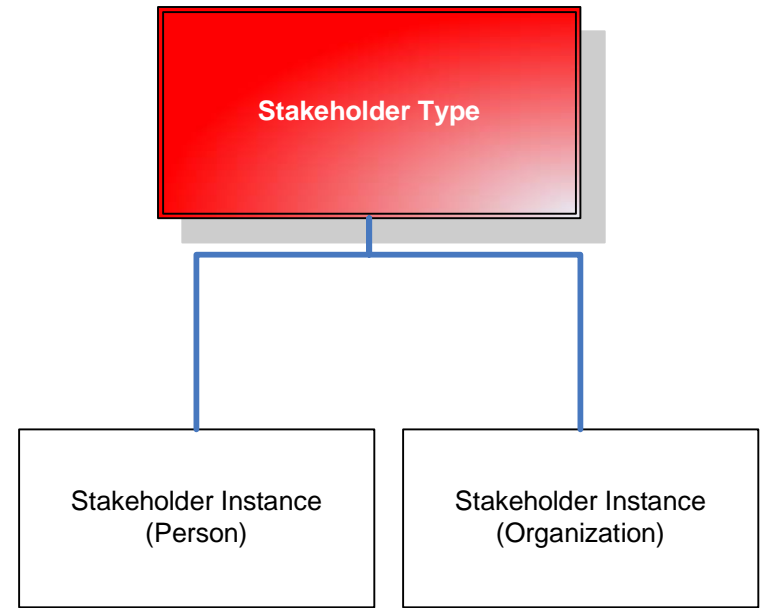 Stakeholder Type
Stakeholder Instance
(Person)
Stakeholder Instance
(Organization)